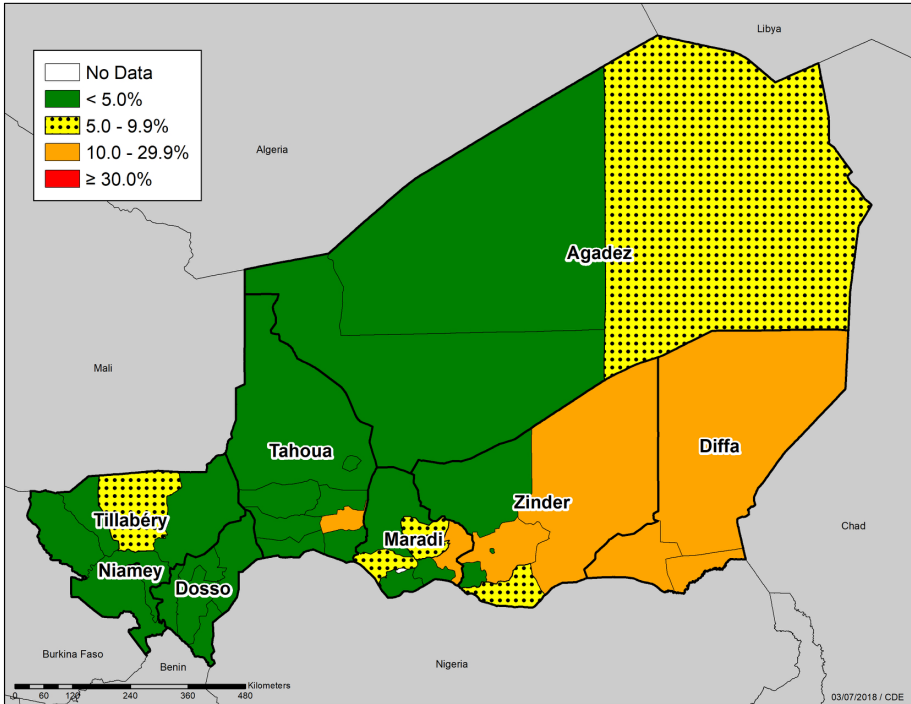 Libya
No Data
< 5.0%
5.0 - 9.9%
10.0 - 29.9%
≥ 30.0%
Algeria
Agadez
Mali
Tahoua
Diffa
Zinder
Tillabéry
Chad
Maradi
Niamey
Dosso
Burkina Faso
Benin
Nigeria
Kilometers
0 60 120 240 360 480
03/07/2018 / CDE